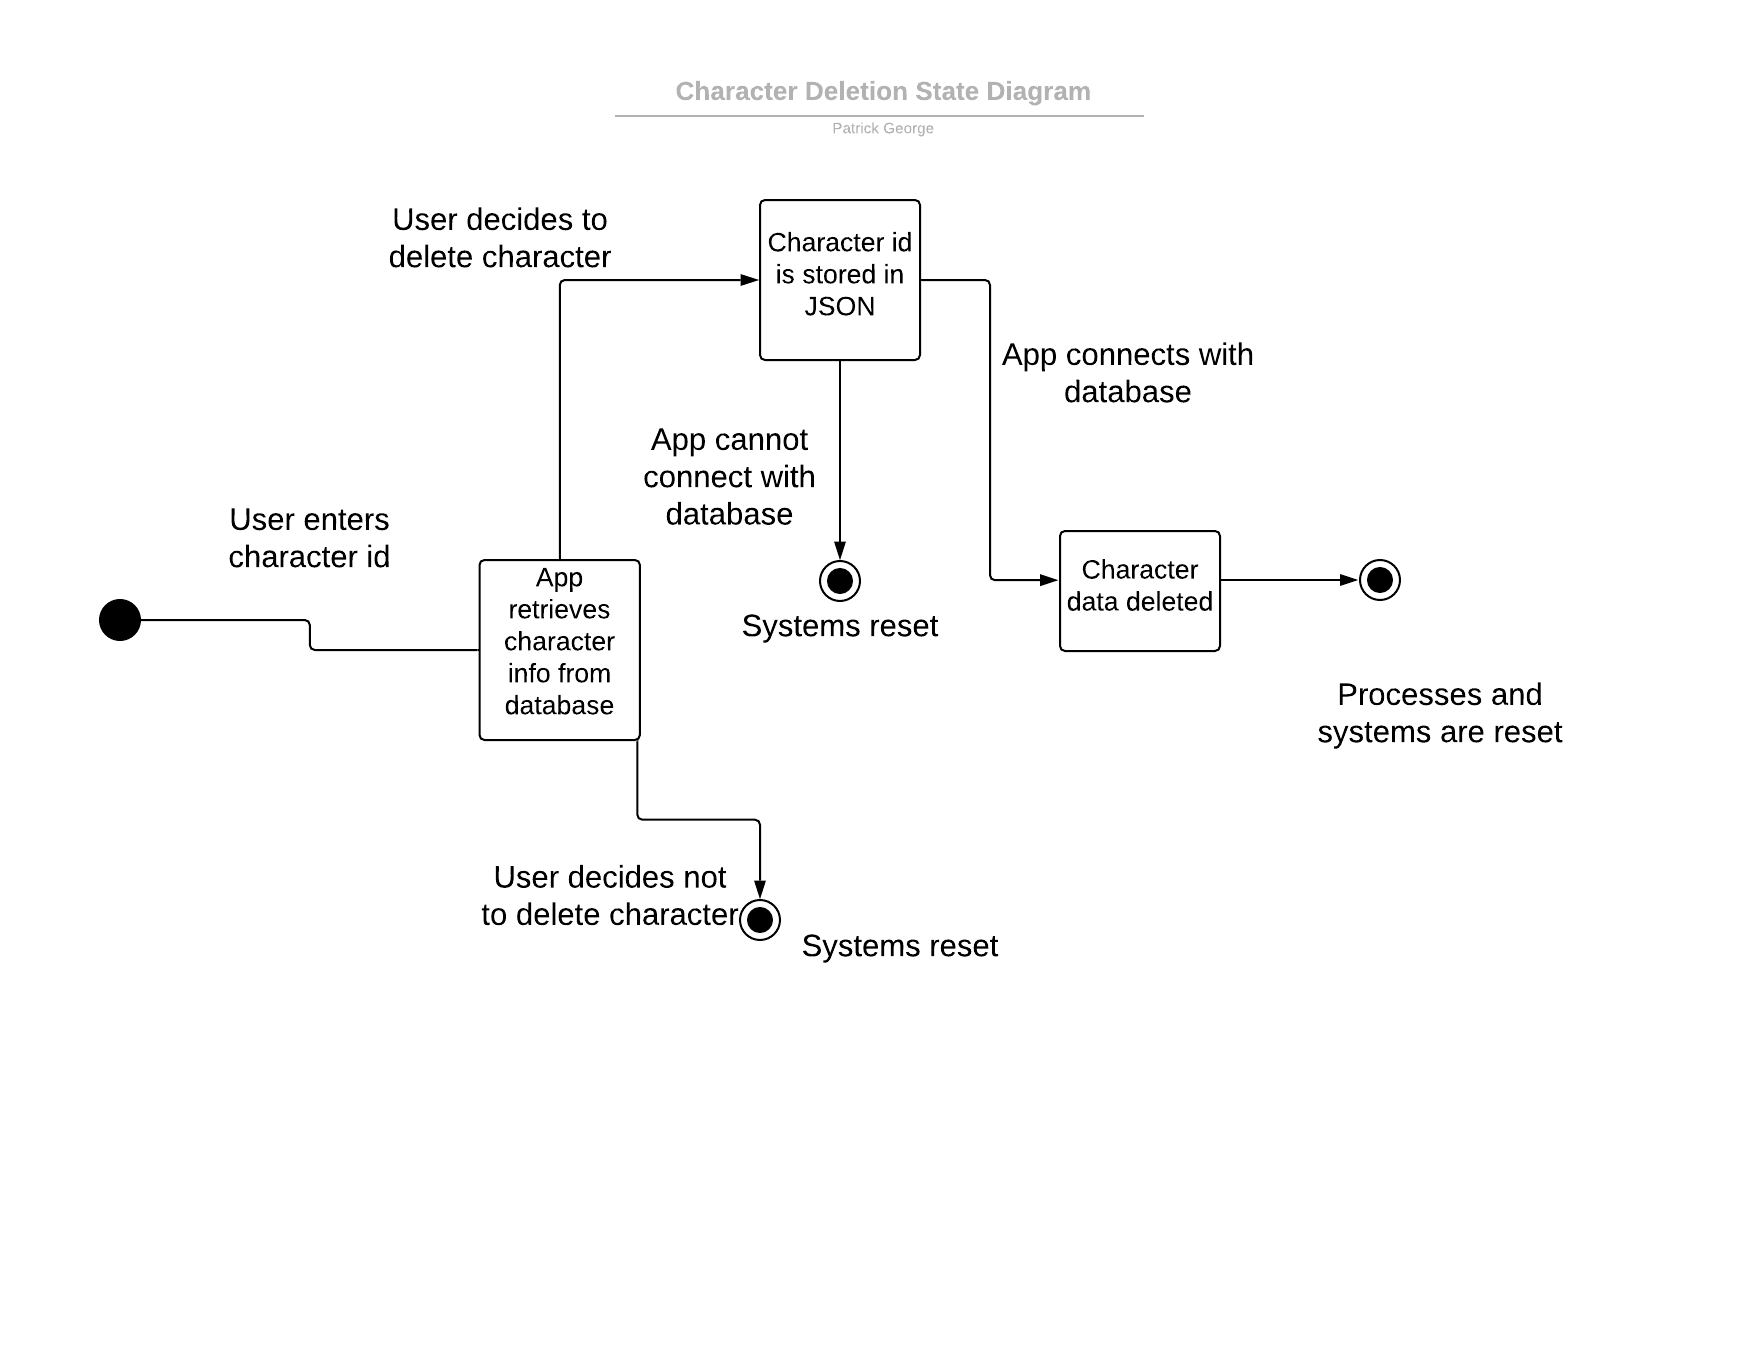 Character Deletion State Diagram
Patrick George
User decides to
delete character
Character id
is stored in
JSON
App connects with
database
App cannot
connect with
database
User enters
character id
App
retrieves
character
info from
database
Systems reset
Character
data deleted
Processes and
systems are reset
User decides not
to delete character
Systems reset